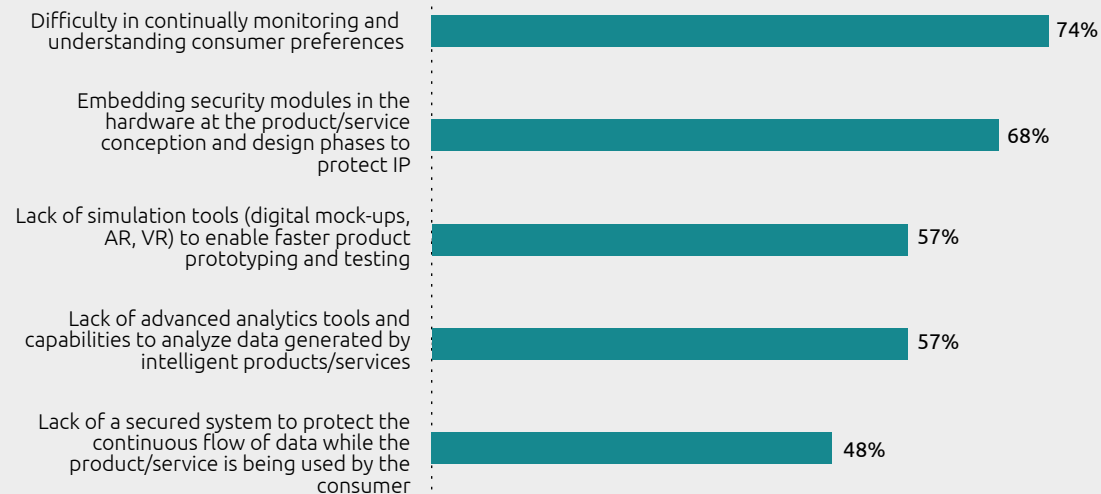 Difficulty in continually monitoring and
understanding consumer preferences
74%
Embedding security modules in the
hardware at the product/service
conception and design phases to
protect IP
68%
Lack of simulation tools (digital mock-ups,
AR, VR) to enable faster product
prototyping and testing
57%
Lack of advanced analytics tools and
capabilities to analyze data generated by
intelligent products/services
57%
Lack of a secured system to protect the
continuous flow of data while the
product/service is being used by the
consumer
48%